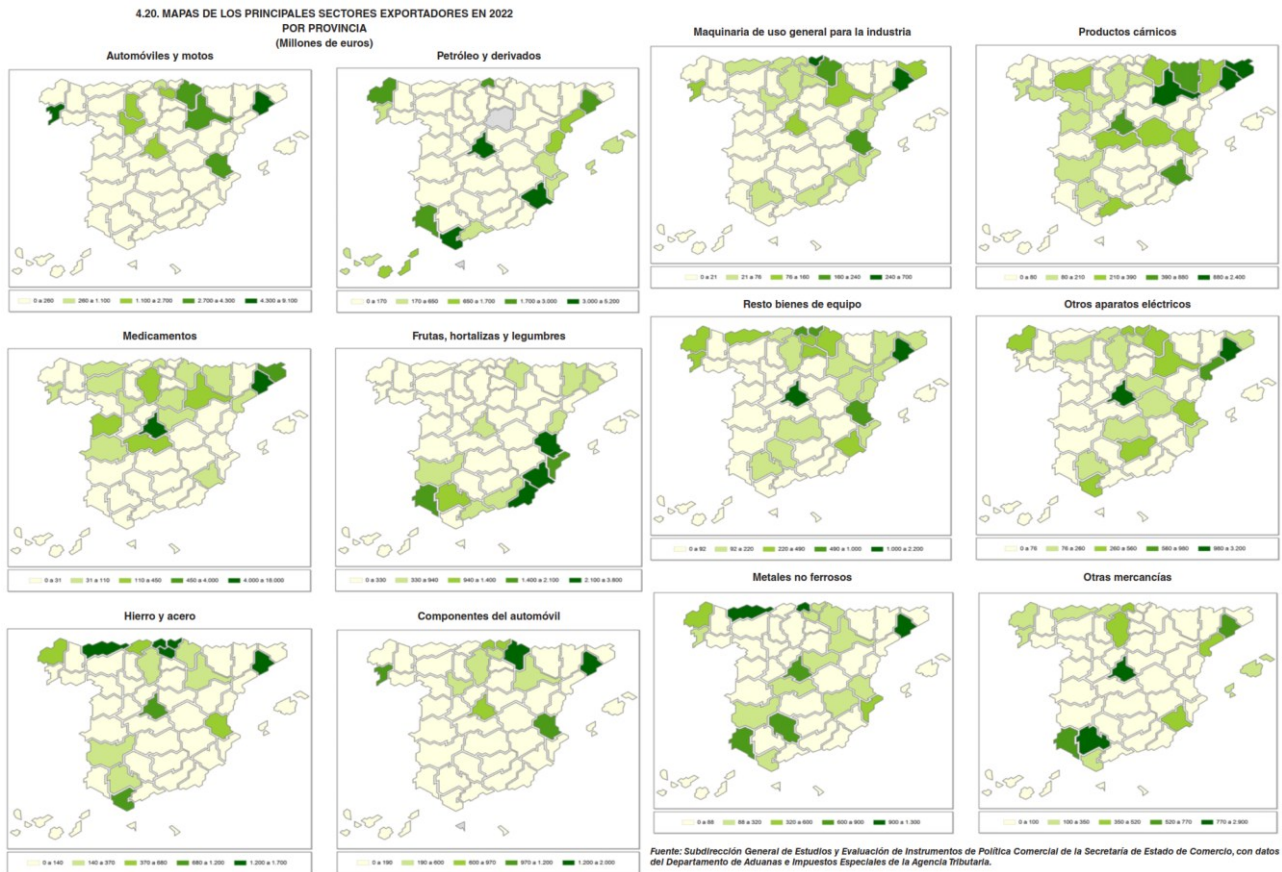 4.20. MAPAS DE LOS PRINCIPALES SECTORES EXPORTADORES EN 2022
POR PROVINCIA
(Millones de euros)
Automóviles y motos
0 a 260 260 a 1.100 1.100 a 2.700 2.700 a 4.300 4.300 a 9.100
Petróleo y derivados
0 a 170 170 a 650 650 a 1.700 1.700 a 3.000 3.000 a 5.200
Medicamentos
0 a 31 31 a 110 110 a 450 450 a 4.000 4.000 a 16.000
Frutas, hortalizas y legumbres
0 a 330 330 a 940 940 a 1.400 1.400 a 2.100 2.100 a 3.800
Hierro y acero
0 a 140 140 a 370 370 a 680 680 a 1.200 1.200 a 1.700
Componentes del automóvil
0 a 190 190 a 600 600 a 970 970 a 1.200 1.200 a 2.000
Maquinaria de uso general para la industria
0 a 21 21 a 76 76 a 160 160 a 240 240 a 700
Productos cárnicos
0 a 80 80 a 210 210 a 390 390 a 680 680 a 2.400
Resto bienes de equipo
0 a 92 92 a 220 220 a 490 490 a 1.000 1.000 a 2.200
Otros aparatos eléctricos
0 a 76 76 a 260 260 a 560 560 a 980 980 a 3.200
Metales no ferrosos
0 a 88 88 a 320 320 a 600 600 a 900 900 a 1.300
Otras mercancías
0 a 100 100 a 350 350 a 520 520 a 770 770 a 2.900
Fuente: Subdirección General de Estudios y Evaluación de Instrumentos de Política Comercial de la Secretaría de Estado de Comercio, con datos
del Departamento de Aduanas e Impuestos Especiales de la Agencia Tributaria.